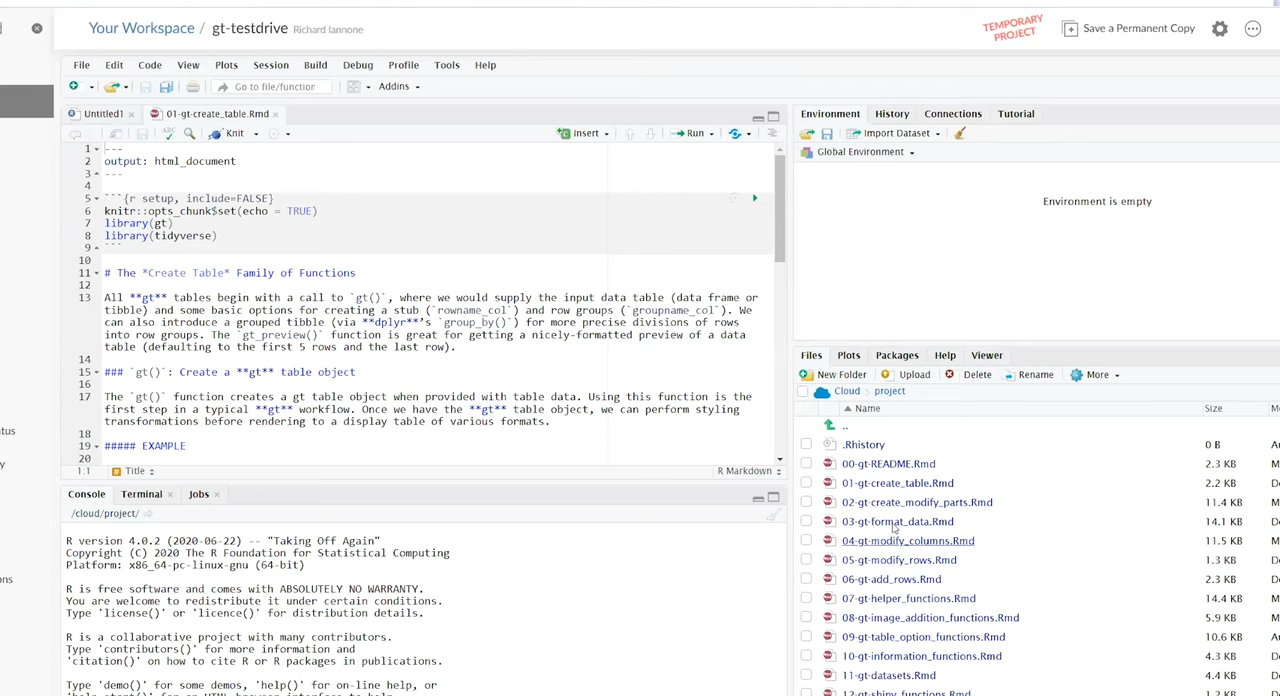 Your Workspace / gt-testdrive Richard Iannone
TEMPORARY PROJECT
Save a Permanent Copy
File Edit Code View Plots Session Build Debug Profile Tools Help
Go to file/function Addins
Untitled1 01-gt-create_table.Rmd
Knit Insert Run
1 ---
2 output: html_document
3 ---
4
5 ```{r setup, include=FALSE}
6 knitr::opts_chunk$set(echo = TRUE)
7 library(gt)
8 library(tidyverse)
9 ```
10
11 # The *Create Table* Family of Functions
12
13 All **gt** tables begin with a call to `gt()`, where we would supply the input data table (data frame or
tibble) and some basic options for creating a stub (`rowname_col`) and row groups (`groupname_col`). We
can also introduce a grouped tibble (via **dplyr**'s `group_by()`) for more precise divisions of rows
into row groups. The `gt_preview()` function is great for getting a nicely-formatted preview of a data
table (defaulting to the first 5 rows and the last row).
14
15 ### `gt()`: Create a **gt** table object
16
17 The `gt()` function creates a gt table object when provided with table data. Using this function is the
first step in a typical **gt** workflow. Once we have the **gt** table object, we can perform styling
transformations before rendering to a display table of various formats.
18
19 ##### EXAMPLE
20
1:1 Title R Markdown
Console Terminal Jobs
/cloud/project/
R version 4.0.2 (2020-06-22) -- "Taking Off Again"
Copyright (C) 2020 The R Foundation for Statistical Computing
Platform: x86_64-pc-linux-gnu (64-bit)
R is free software and comes with ABSOLUTELY NO WARRANTY.
You are welcome to redistribute it under certain conditions.
Type 'license()' or 'licence()' for distribution details.
R is a collaborative project with many contributors.
Type 'contributors()' for more information and
'citation()' on how to cite R or R packages in publications.
Type 'demo()' for some demos, 'help()' for on-line help, or
Environment History Connections Tutorial
Import Dataset
Global Environment
Environment is empty
Files Plots Packages Help Viewer
New Folder Upload Delete Rename More
Cloud project
Name Size
..
.Rhistory 0 B
00-gt-README.Rmd 2.3 KB
01-gt-create_table.Rmd 2.2 KB
02-gt-create_modify_parts.Rmd 11.4 KB
03-gt-format_data.Rmd 14.1 KB
04-gt-modify_columns.Rmd 11.5 KB
05-gt-modify_rows.Rmd 1.3 KB
06-gt-add_rows.Rmd 2.3 KB
07-gt-helper_functions.Rmd 14.4 KB
08-gt-image_addition_functions.Rmd 5.9 KB
09-gt-table_option_functions.Rmd 10.6 KB
10-gt-information_functions.Rmd 4.3 KB
11-gt-datasets.Rmd 4.4 KB
12-gt-shiny_functions.Rmd